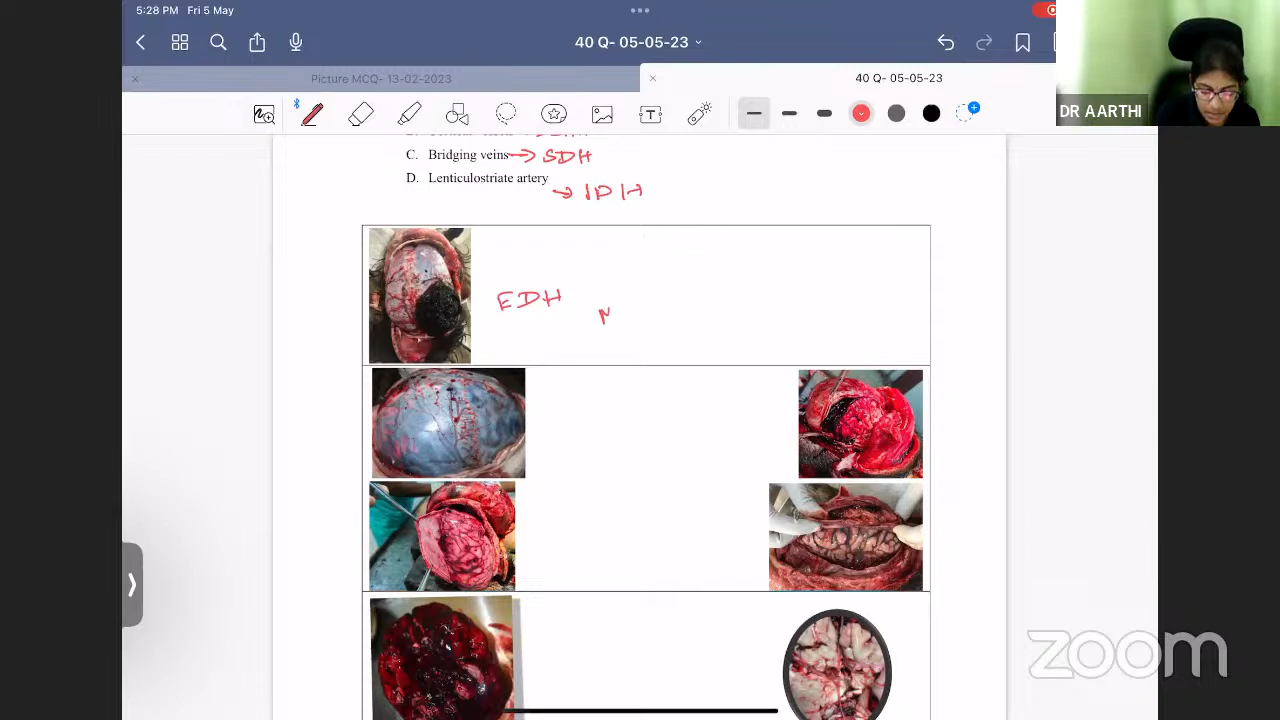 5:28 PM Fri 5 May
40 Q- 05-05-23
Picture MCQ- 13-02-2023
40 Q- 05-05-23
DR AARTHI
C. Bridging veins → SDH
D. Lenticulostriate artery
→ IDH
EDH
zoom